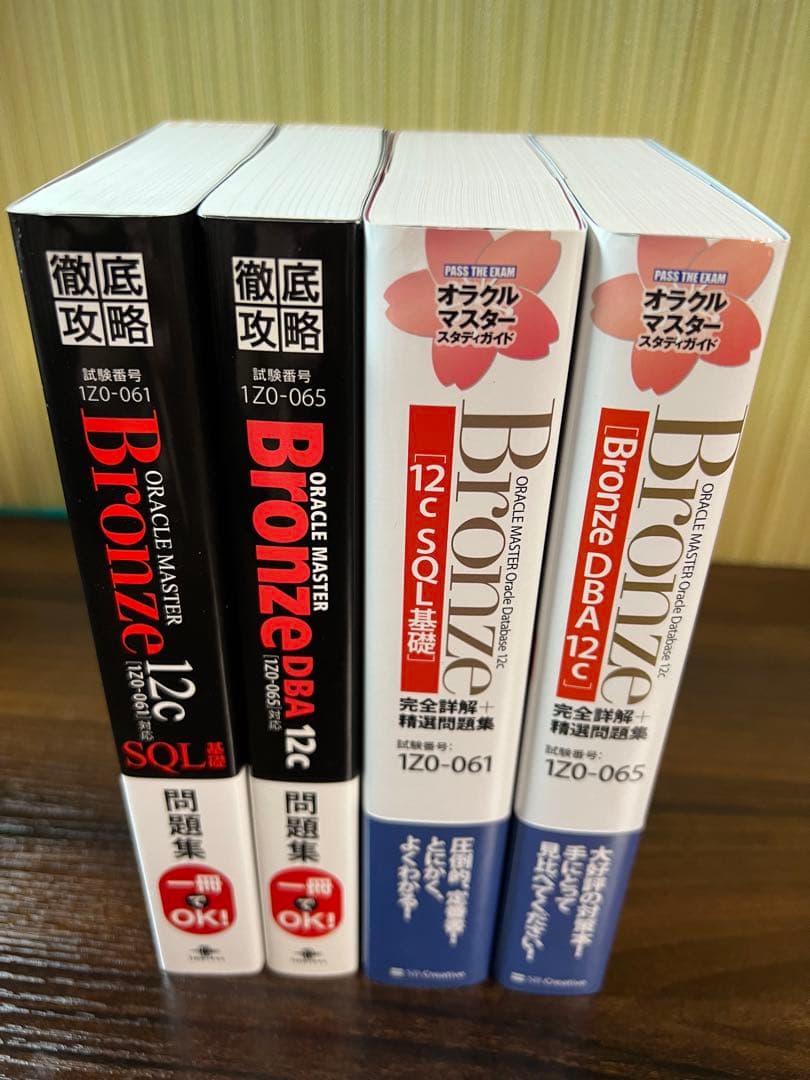 徹底
攻略
試験番号
1Z0-061
ORACLE MASTER
Bronze 12c
[1Z0-061]対応
SQL基礎
問題集
一冊で
OK!
徹底
攻略
試験番号
1Z0-065
ORACLE MASTER
Bronze DBA 12c
[1Z0-065]対応
問題集
一冊で
OK!
PASS THE EXAM
オラクル
マスター
スタディガイド
ORACLE MASTER Oracle Database 12c
Bronze
[12c SQL基礎]
完全詳解+
精選問題集
試験番号:
1Z0-061
圧倒的、定番書!
とにかく、
よくわかる!
SB Creative
PASS THE EXAM
オラクル
マスター
スタディガイド
ORACLE MASTER Oracle Database 12c
Bronze
[Bronze DBA 12c]
完全詳解+
精選問題集
試験番号:
1Z0-065
大好評の対策本!
手にとって
見比べてください!
SB Creative